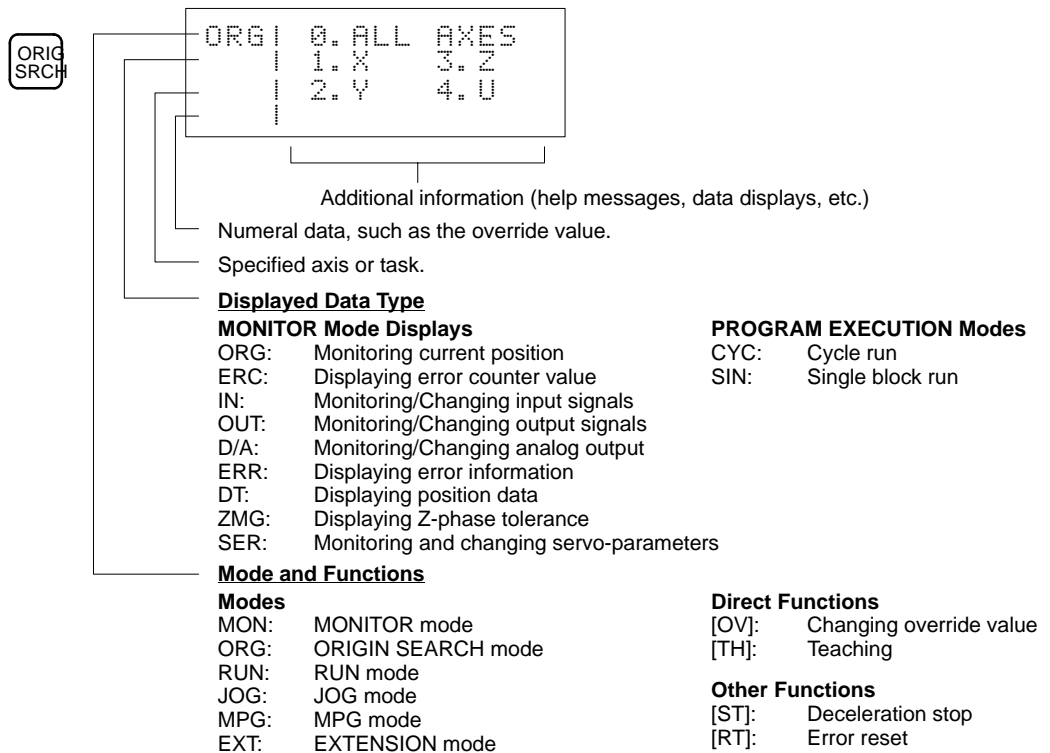 ORIG
SRCH
ORG| 0.ALL AXES
| 1.X 3.Z
| 2.Y 4.U
|
Additional information (help messages, data displays, etc.)
Numeral data, such as the override value.
Specified axis or task.
Displayed Data Type
MONITOR Mode Displays
ORG: Monitoring current position
ERC: Displaying error counter value
IN: Monitoring/Changing input signals
OUT: Monitoring/Changing output signals
D/A: Monitoring/Changing analog output
ERR: Displaying error information
DT: Displaying position data
ZMG: Displaying Z-phase tolerance
SER: Monitoring and changing servo-parameters
PROGRAM EXECUTION Modes
CYC: Cycle run
SIN: Single block run
Mode and Functions
Modes
MON: MONITOR mode
ORG: ORIGIN SEARCH mode
RUN: RUN mode
JOG: JOG mode
MPG: MPG mode
EXT: EXTENSION mode
Direct Functions
[OV]: Changing override value
[TH]: Teaching
Other Functions
[ST]: Deceleration stop
[RT]: Error reset